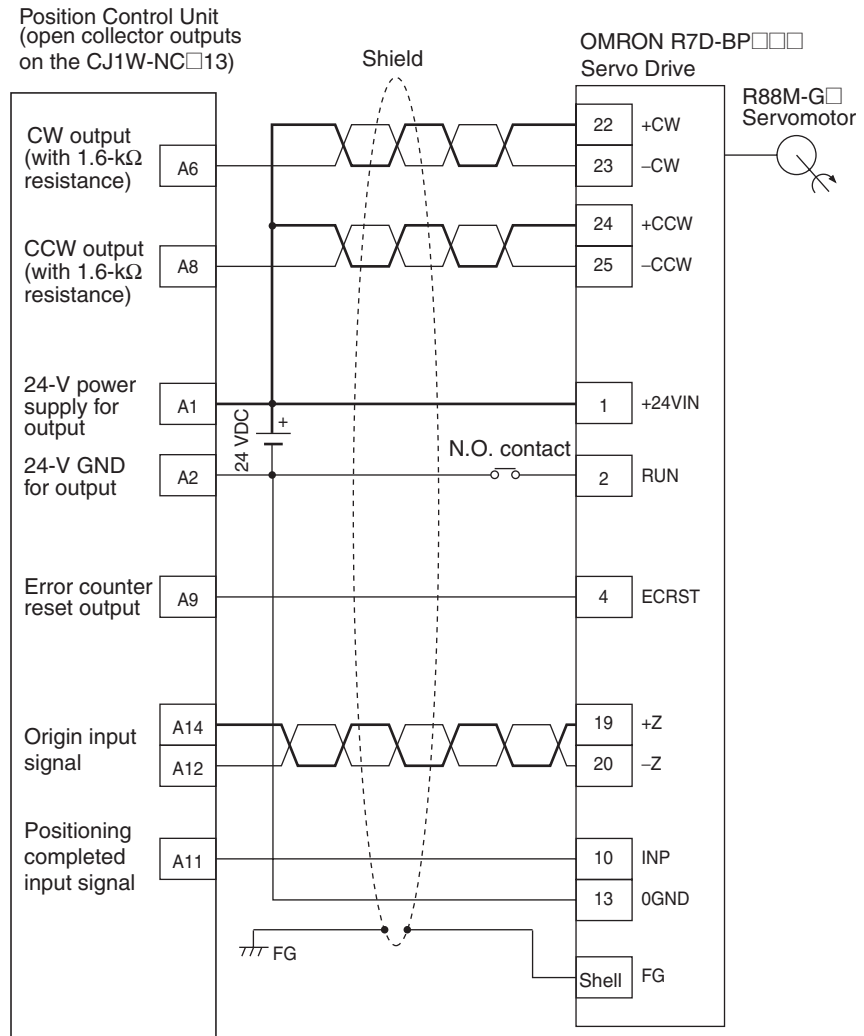 Position Control Unit
(open collector outputs
on the CJ1W-NC□13)
Shield
OMRON R7D-BP□□□
Servo Drive
R88M-G□
Servomotor
CW output
(with 1.6-kΩ
resistance)
A6
22
+CW
23
−CW
CCW output
(with 1.6-kΩ
resistance)
A8
24
+CCW
25
−CCW
24-V power
supply for
output
A1
24 VDC
+
1
+24VIN
24-V GND
for output
A2
N.O. contact
2
RUN
Error counter
reset output
A9
4
ECRST
Origin input
signal
A14
A12
19
+Z
20
−Z
Positioning
completed
input signal
A11
10
INP
13
0GND
FG
Shell
FG